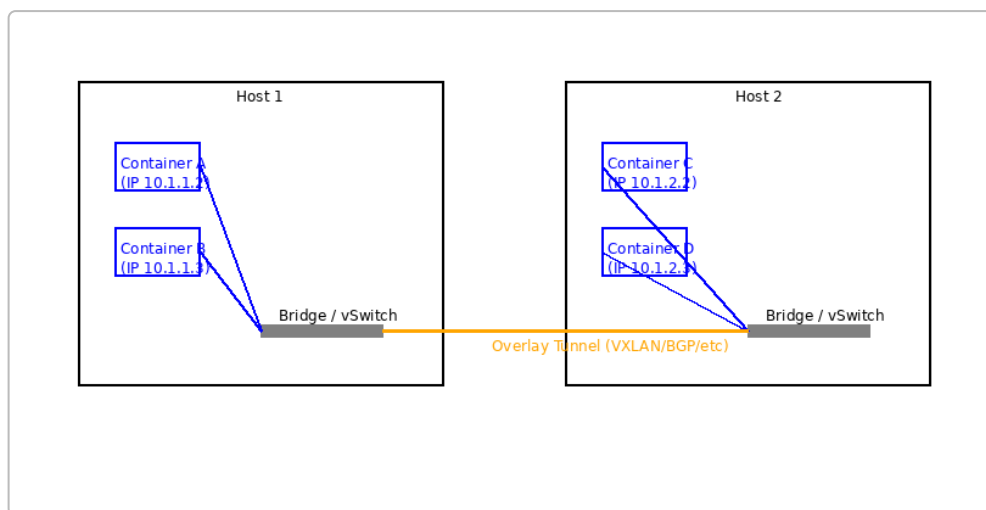 Host 1
Container A
(IP 10.1.1.2)
Container B
(IP 10.1.1.3)
Bridge / vSwitch
Host 2
Container C
(IP 10.1.2.2)
Container D
(IP 10.1.2.3)
Bridge / vSwitch
Overlay Tunnel (VXLAN/BGP/etc)